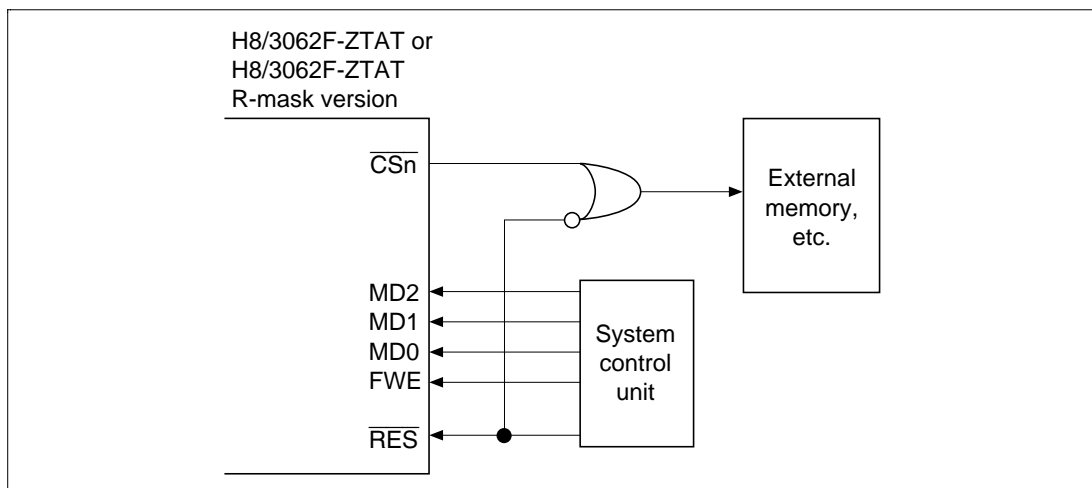 H8/3062F-ZTAT or
H8/3062F-ZTAT
R-mask version
CSn
External
memory,
etc.
MD2
MD1
MD0
FWE
RES
System
control
unit